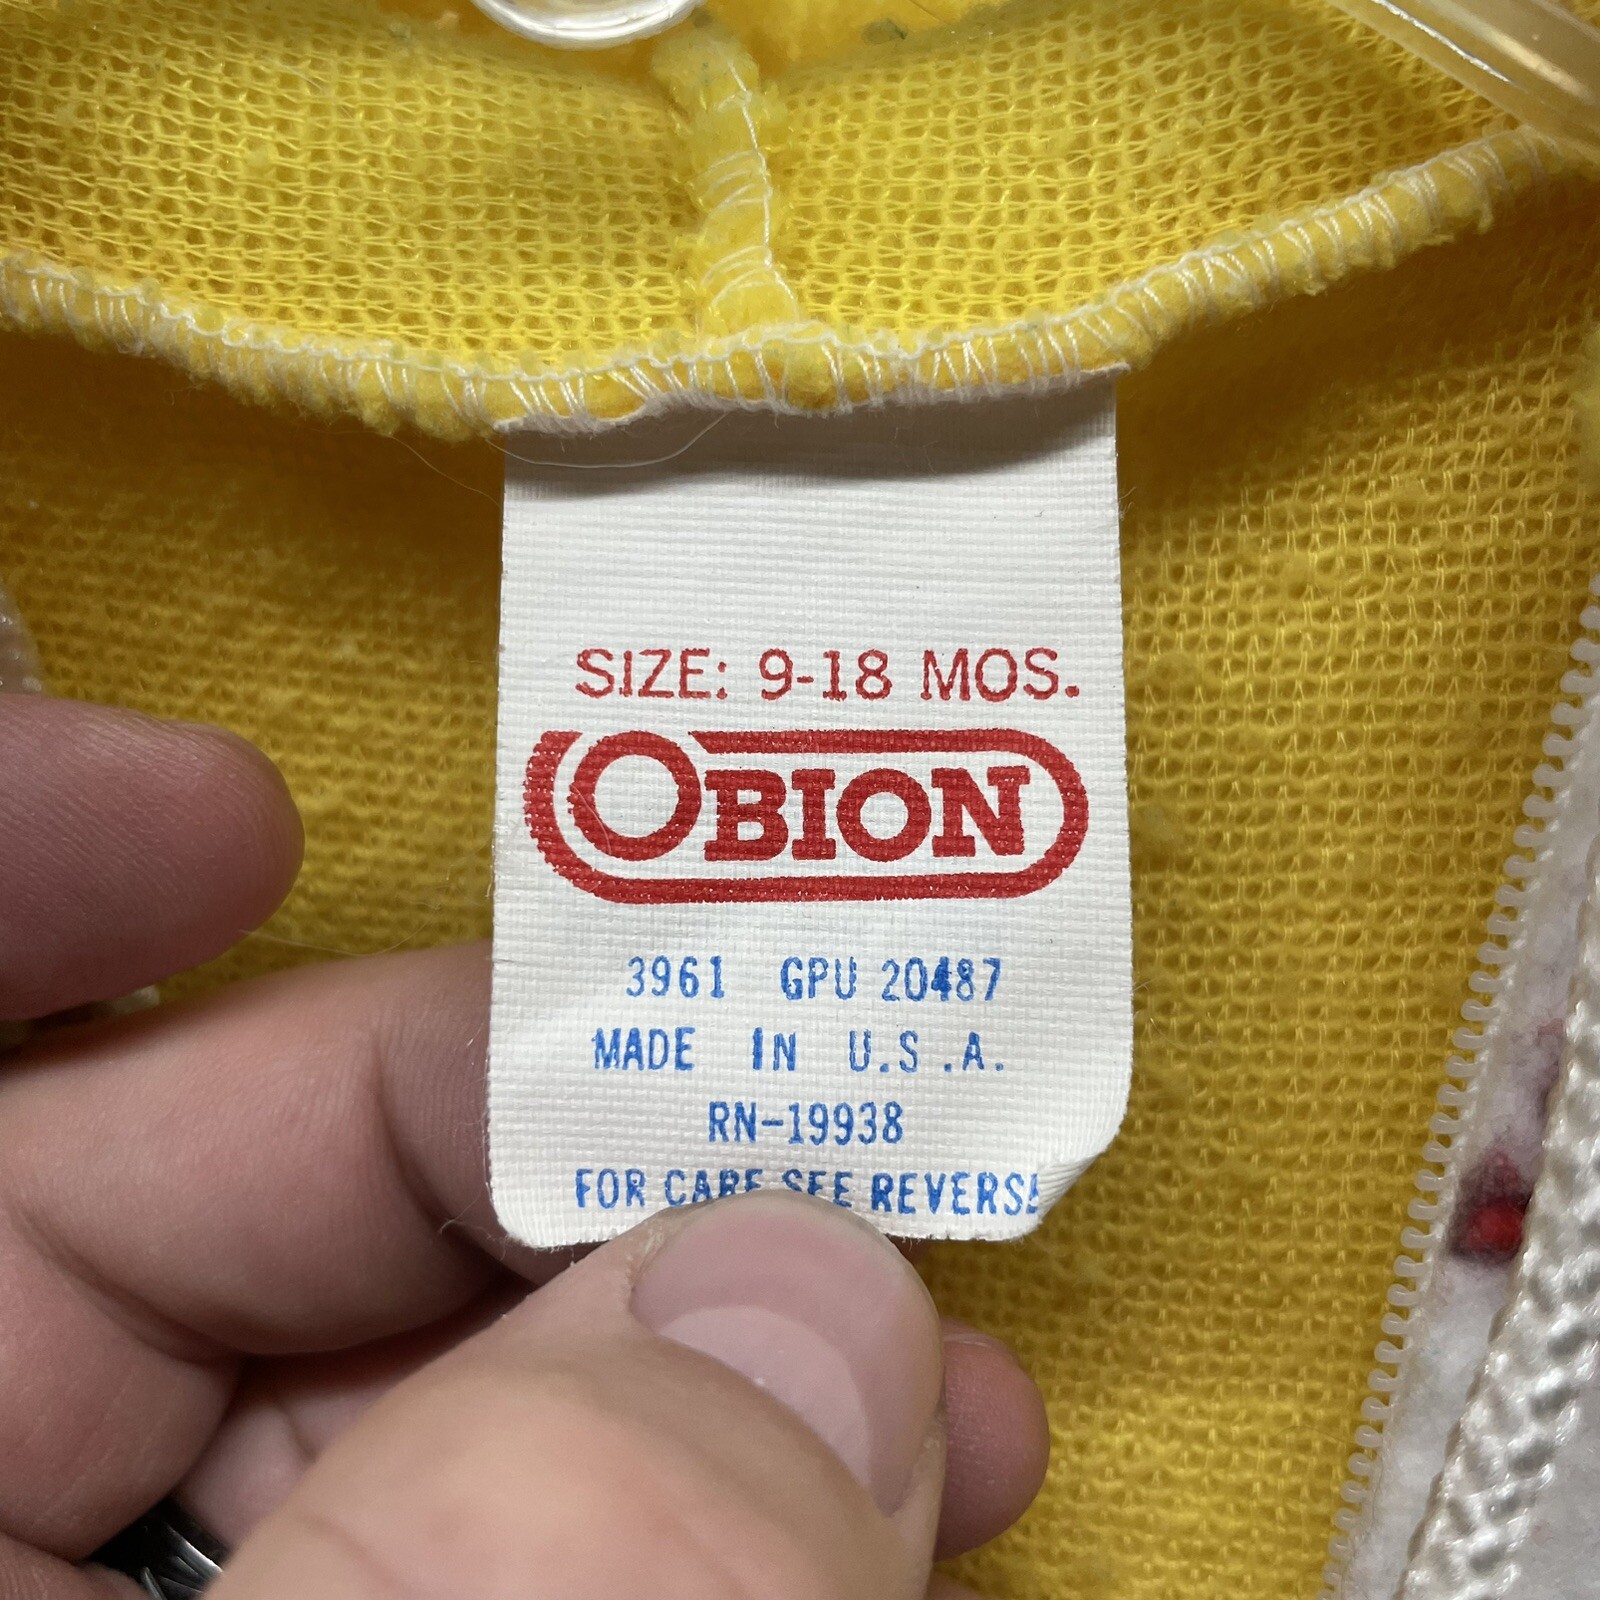 SIZE: 9-18 MOS.
OBION
3961 GPU 20487
MADE IN U.S.A.
RN-19938
FOR CARE SEE REVERSE